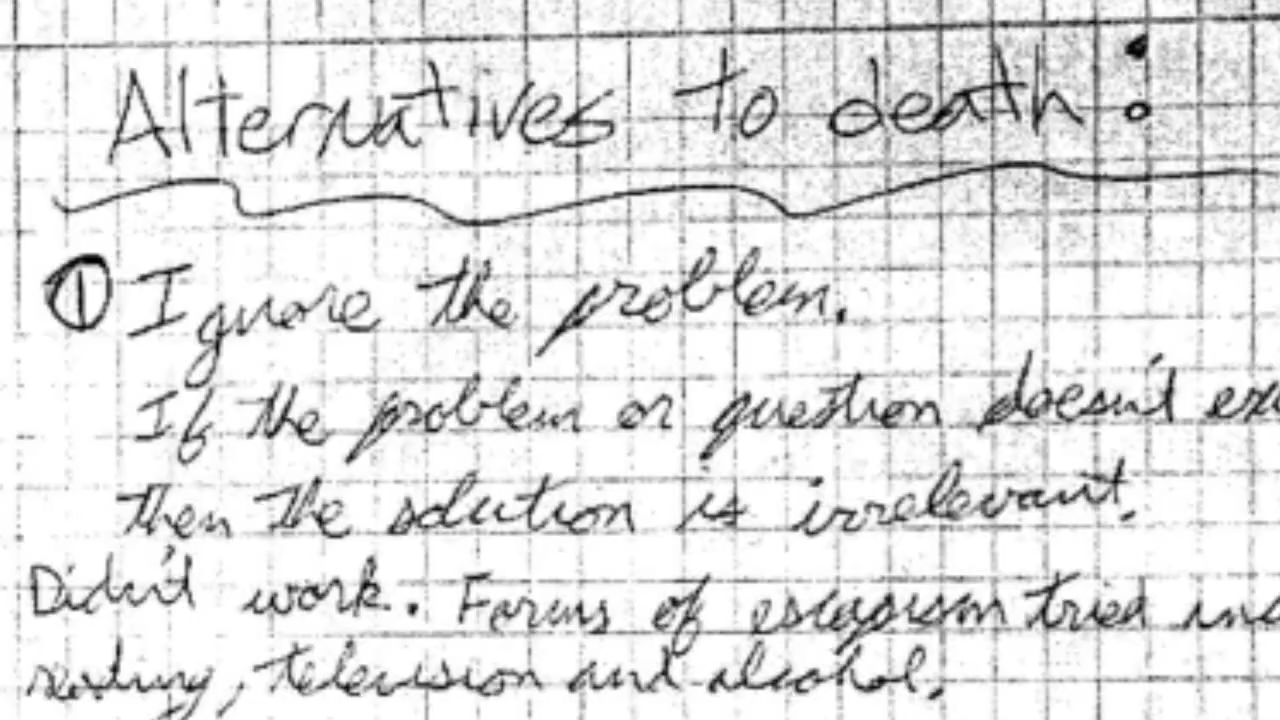 Alternatives to death:
① Ignore the problem.
If the problem or question doesn't
then the solution is irrelevant.
Didn't work. Forms of escapism tried
reading, television and alcohol.